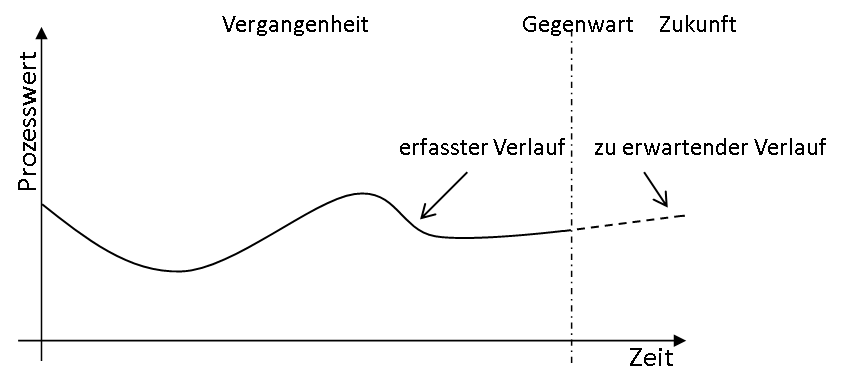 Vergangenheit
Gegenwart
Zukunft
Prozesswert
erfasster Verlauf
zu erwartender Verlauf
Zeit